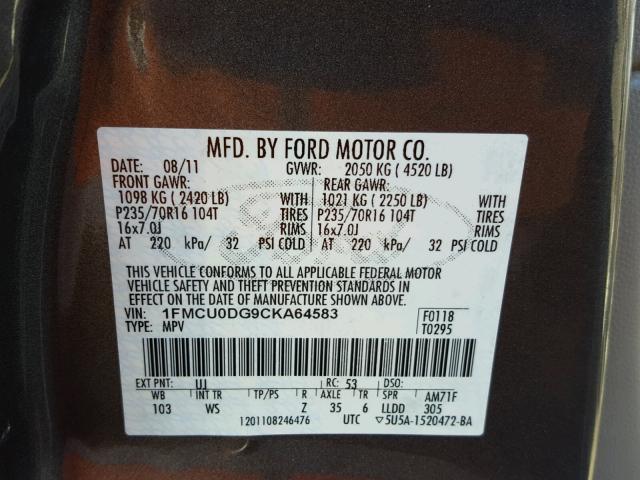 MFD. BY FORD MOTOR CO.
DATE: 08/11 GVWR: 2050 KG ( 4520 LB)
FRONT GAWR: REAR GAWR:
1098 KG ( 2420 LB) WITH 1021 KG ( 2250 LB) WITH
P235/70R16 104T TIRES P235/70R16 104T TIRES
16x7.0J RIMS 16x7.0J RIMS
AT 220 kPa/ 32 PSI COLD AT 220 kPa/ 32 PSI COLD
Ford
THIS VEHICLE CONFORMS TO ALL APPLICABLE FEDERAL MOTOR
VEHICLE SAFETY AND THEFT PREVENTION STANDARDS IN
EFFECT ON THE DATE OF MANUFACTURE SHOWN ABOVE.
VIN: 1FMCU0DG9CKA64583 F0118
TYPE: MPV T0295
EXT PNT: UJ RC: 53 DSO:
WB INT TR TP/PS R AXLE TR SPR AM71F
103 WS Z 35 6 LLDD 305
1201108246476 UTC ▽5U5A-1520472-BA